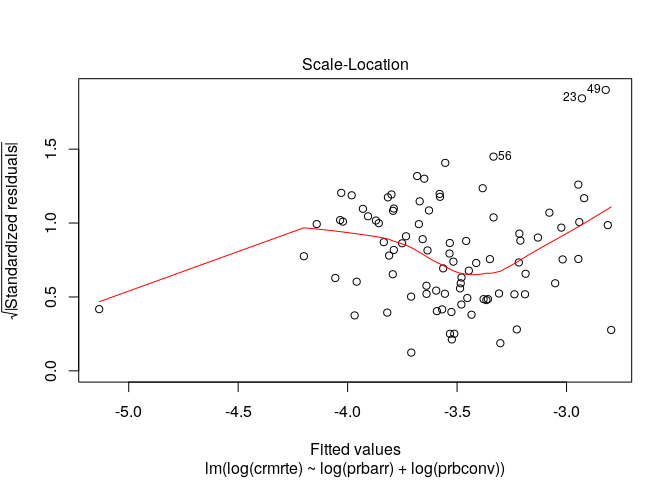 Scale-Location
√|Standardized residuals|
1.5
1.0
0.5
0.0
49
23
56
-5.0 -4.5 -4.0 -3.5 -3.0
Fitted values
lm(log(crmrte) ~ log(prbarr) + log(prbconv))